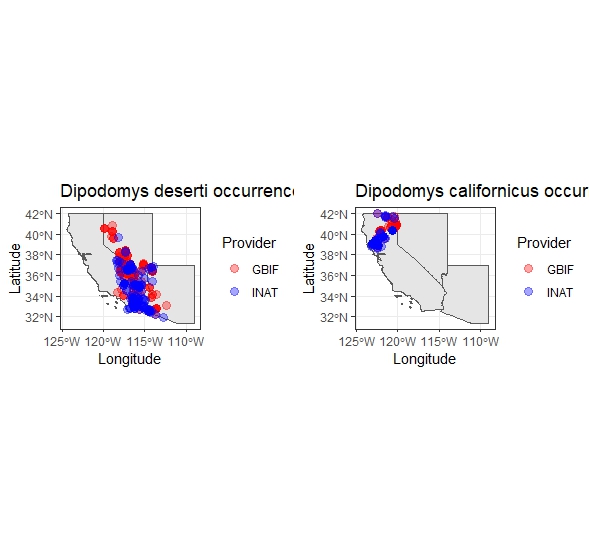 Dipodomys deserti occurrenc
42°N
40°N
38°N
36°N
34°N
32°N
Latitude
125°W 120°W 115°W 110°W
Longitude
Provider
GBIF
INAT
Dipodomys californicus occur
42°N
40°N
38°N
36°N
34°N
32°N
Latitude
125°W 120°W 115°W 110°W
Longitude
Provider
GBIF
INAT